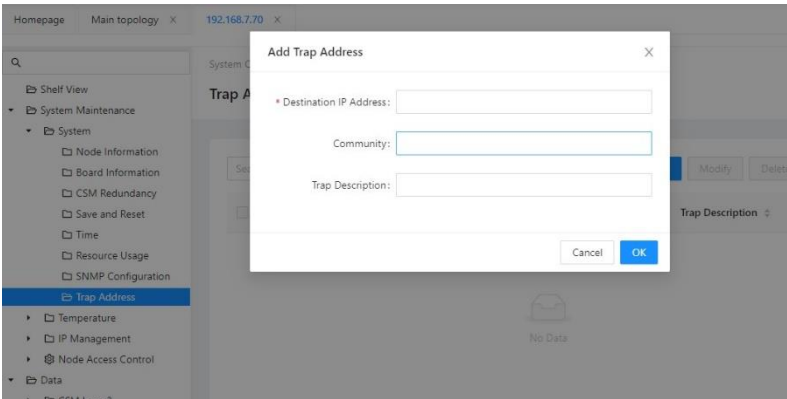 Homepage
Main topology ×
192.168.7.70 ×
Add Trap Address
System
Trap A
Shelf View
System Maintenance
System
Node Information
Board Information
CSM Redundancy
Save and Reset
Time
Resource Usage
SNMP Configuration
Trap Address
Temperature
IP Management
Node Access Control
Data
* Destination IP Address:
Community:
Trap Description:
Cancel OK
Modify
Trap Description
No Data